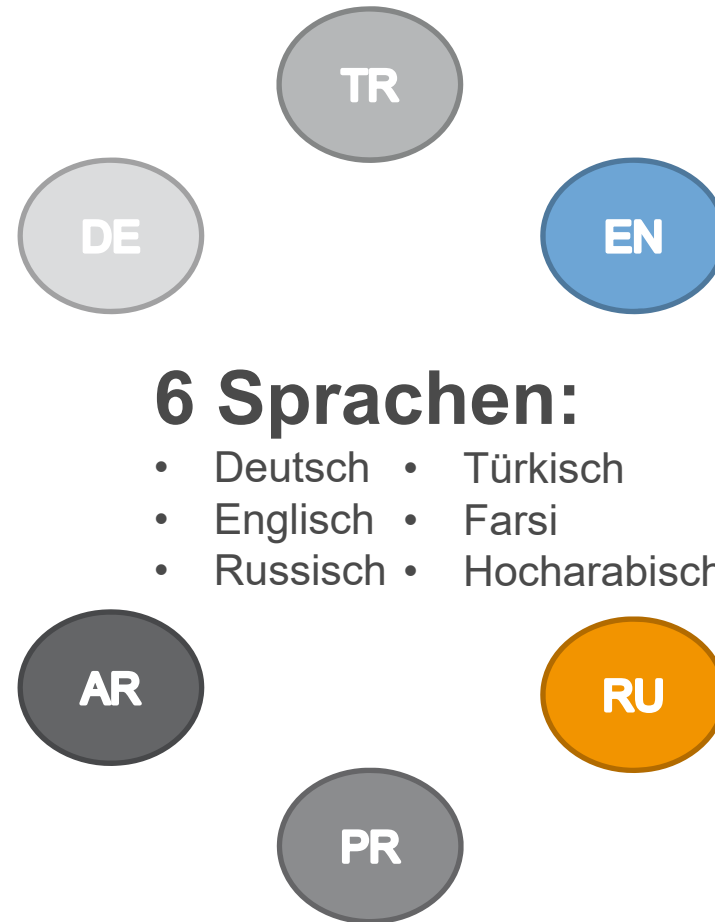 TR
DE
EN
6 Sprachen:
• Deutsch • Türkisch
• Englisch • Farsi
• Russisch • Hocharabisch
AR
RU
PR